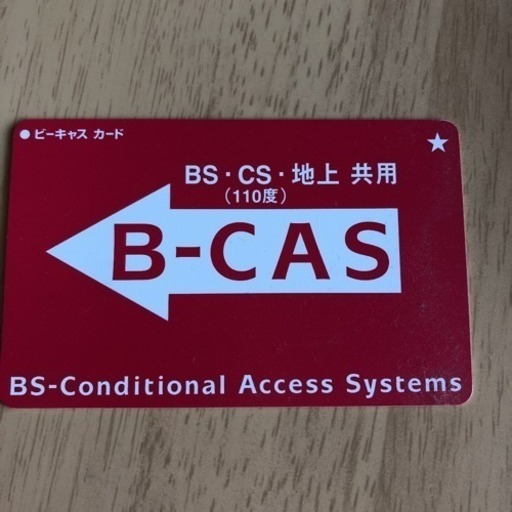 ● ビーキャス カード
★
BS・CS・地上 共用
(110度)
B-CAS
BS-Conditional Access Systems